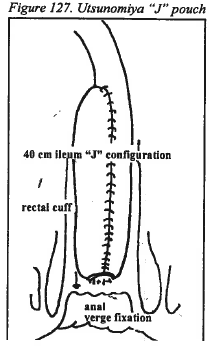 Figure 127. Utsunomiya “J” pouch
40 cm ileum “J” configuration
rectal cuff
anal
verge fixation